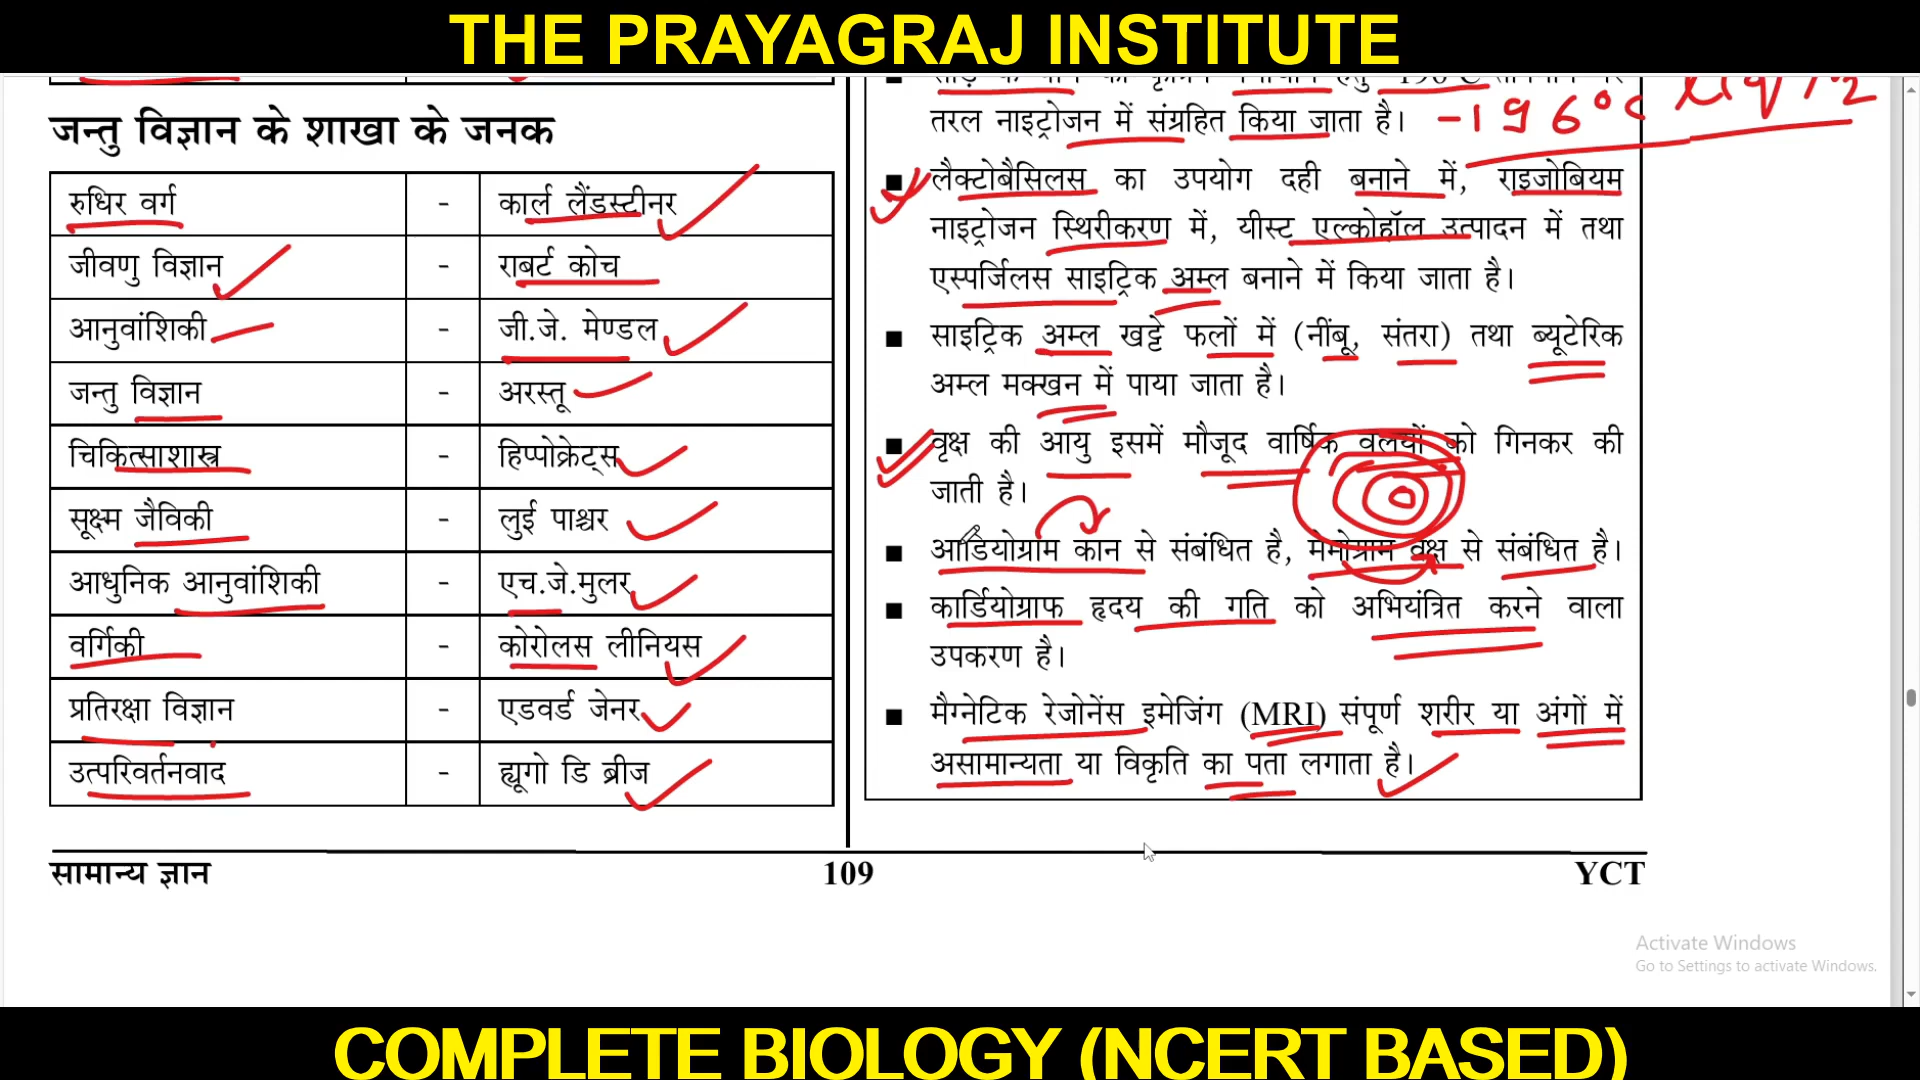 THE PRAYAGRAJ INSTITUTE
जन्तु विज्ञान के शाखा के जनक
रुधिर वर्ग - कार्ल लैंडस्टीनर
जीवणु विज्ञान - राबर्ट कोच
आनुवांशिकी - जी.जे. मेण्डल
जन्तु विज्ञान - अरस्तू
चिकित्साशास्त्र - हिप्पोक्रेट्स
सूक्ष्म जैविकी - लुई पाश्चर
आधुनिक आनुवांशिकी - एच.जे.मुलर
वर्गिकी - कोरोलस लीनियस
प्रतिरक्षा विज्ञान - एडवर्ड जेनर
उत्परिवर्तनवाद - ह्यूगो डि ब्रीज
तरल नाइट्रोजन में संग्रहित किया जाता है।
-196°C
■ लैक्टोबैसिलस का उपयोग दही बनाने में, राइजोबियम
नाइट्रोजन स्थिरीकरण में, यीस्ट एल्कोहॉल उत्पादन में तथा
एस्पर्जिलस साइट्रिक अम्ल बनाने में किया जाता है।
■ साइट्रिक अम्ल खट्टे फलों में (नींबू, संतरा) तथा ब्यूटेरिक
अम्ल मक्खन में पाया जाता है।
■ वृक्ष की आयु इसमें मौजूद वार्षिक वलयों को गिनकर की
जाती है।
■ आडियोग्राम कान से संबंधित है, मेमोग्राम वक्ष से संबंधित है।
■ कार्डियोग्राफ हृदय की गति को अभियंत्रित करने वाला
उपकरण है।
■ मैग्नेटिक रेजोनेंस इमेजिंग (MRI) संपूर्ण शरीर या अंगों में
असामान्यता या विकृति का पता लगाता है।
सामान्य ज्ञान 109 YCT
Activate Windows
Go to Settings to activate Windows.
COMPLETE BIOLOGY (NCERT BASED)